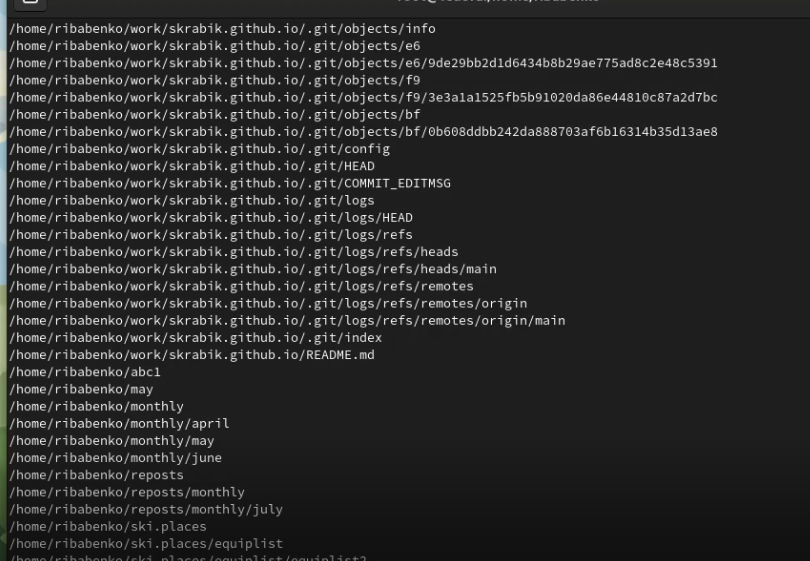 /home/ribabenko/work/skrabik.github.io/.git/objects/info
/home/ribabenko/work/skrabik.github.io/.git/objects/e6
/home/ribabenko/work/skrabik.github.io/.git/objects/e6/9de29bb2d1d6434b8b29ae775ad8c2e48c5391
/home/ribabenko/work/skrabik.github.io/.git/objects/f9
/home/ribabenko/work/skrabik.github.io/.git/objects/f9/3e3a1a1525fb5b91020da86e44810c87a2d7bc
/home/ribabenko/work/skrabik.github.io/.git/objects/bf
/home/ribabenko/work/skrabik.github.io/.git/objects/bf/0b608ddbb242da888703af6b16314b35d13ae8
/home/ribabenko/work/skrabik.github.io/.git/config
/home/ribabenko/work/skrabik.github.io/.git/HEAD
/home/ribabenko/work/skrabik.github.io/.git/COMMIT_EDITMSG
/home/ribabenko/work/skrabik.github.io/.git/logs
/home/ribabenko/work/skrabik.github.io/.git/logs/HEAD
/home/ribabenko/work/skrabik.github.io/.git/logs/refs
/home/ribabenko/work/skrabik.github.io/.git/logs/refs/heads
/home/ribabenko/work/skrabik.github.io/.git/logs/refs/heads/main
/home/ribabenko/work/skrabik.github.io/.git/logs/refs/remotes
/home/ribabenko/work/skrabik.github.io/.git/logs/refs/remotes/origin
/home/ribabenko/work/skrabik.github.io/.git/logs/refs/remotes/origin/main
/home/ribabenko/work/skrabik.github.io/.git/index
/home/ribabenko/work/skrabik.github.io/README.md
/home/ribabenko/abc1
/home/ribabenko/may
/home/ribabenko/monthly
/home/ribabenko/monthly/april
/home/ribabenko/monthly/may
/home/ribabenko/monthly/june
/home/ribabenko/reposts
/home/ribabenko/reposts/monthly
/home/ribabenko/reposts/monthly/july
/home/ribabenko/ski.places
/home/ribabenko/ski.places/equiplist
/home/ribabenko/ski.places/equiplist/equiplist2